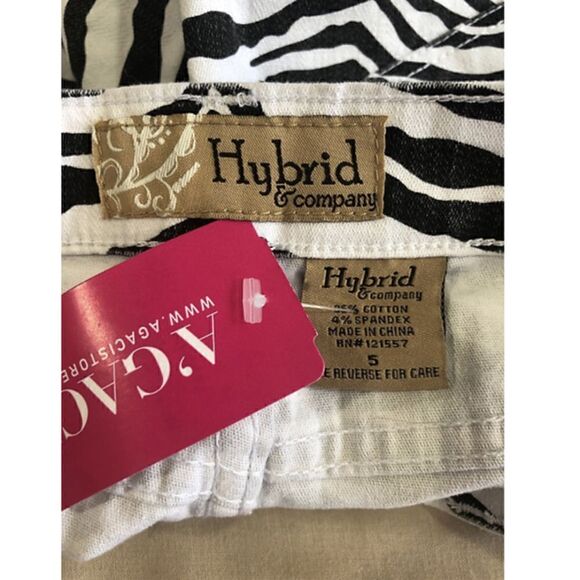 Hybrid
& company
Hybrid
& company
COTTON
4% SPANDEX
MADE IN CHINA
RN#121557
5
REVERSE FOR CARE
A'GAC
WWW.AGACISTORE